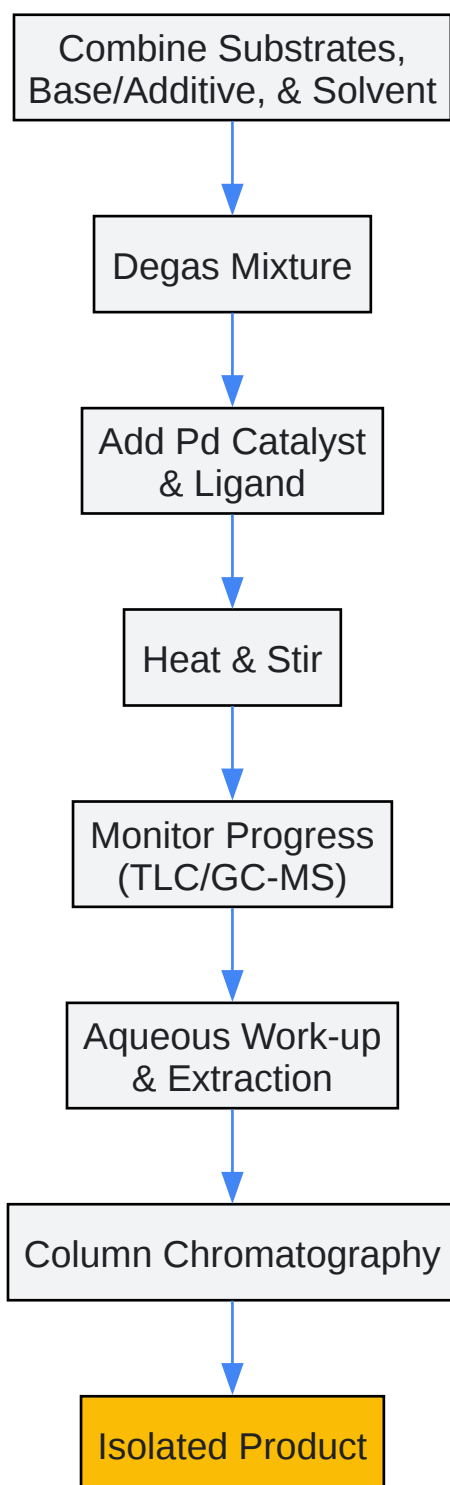 Combine Substrates,
Base/Additive, & Solvent
Degas Mixture
Add Pd Catalyst
& Ligand
Heat & Stir
Monitor Progress
(TLC/GC-MS)
Aqueous Work-up
& Extraction
Column Chromatography
Isolated Product